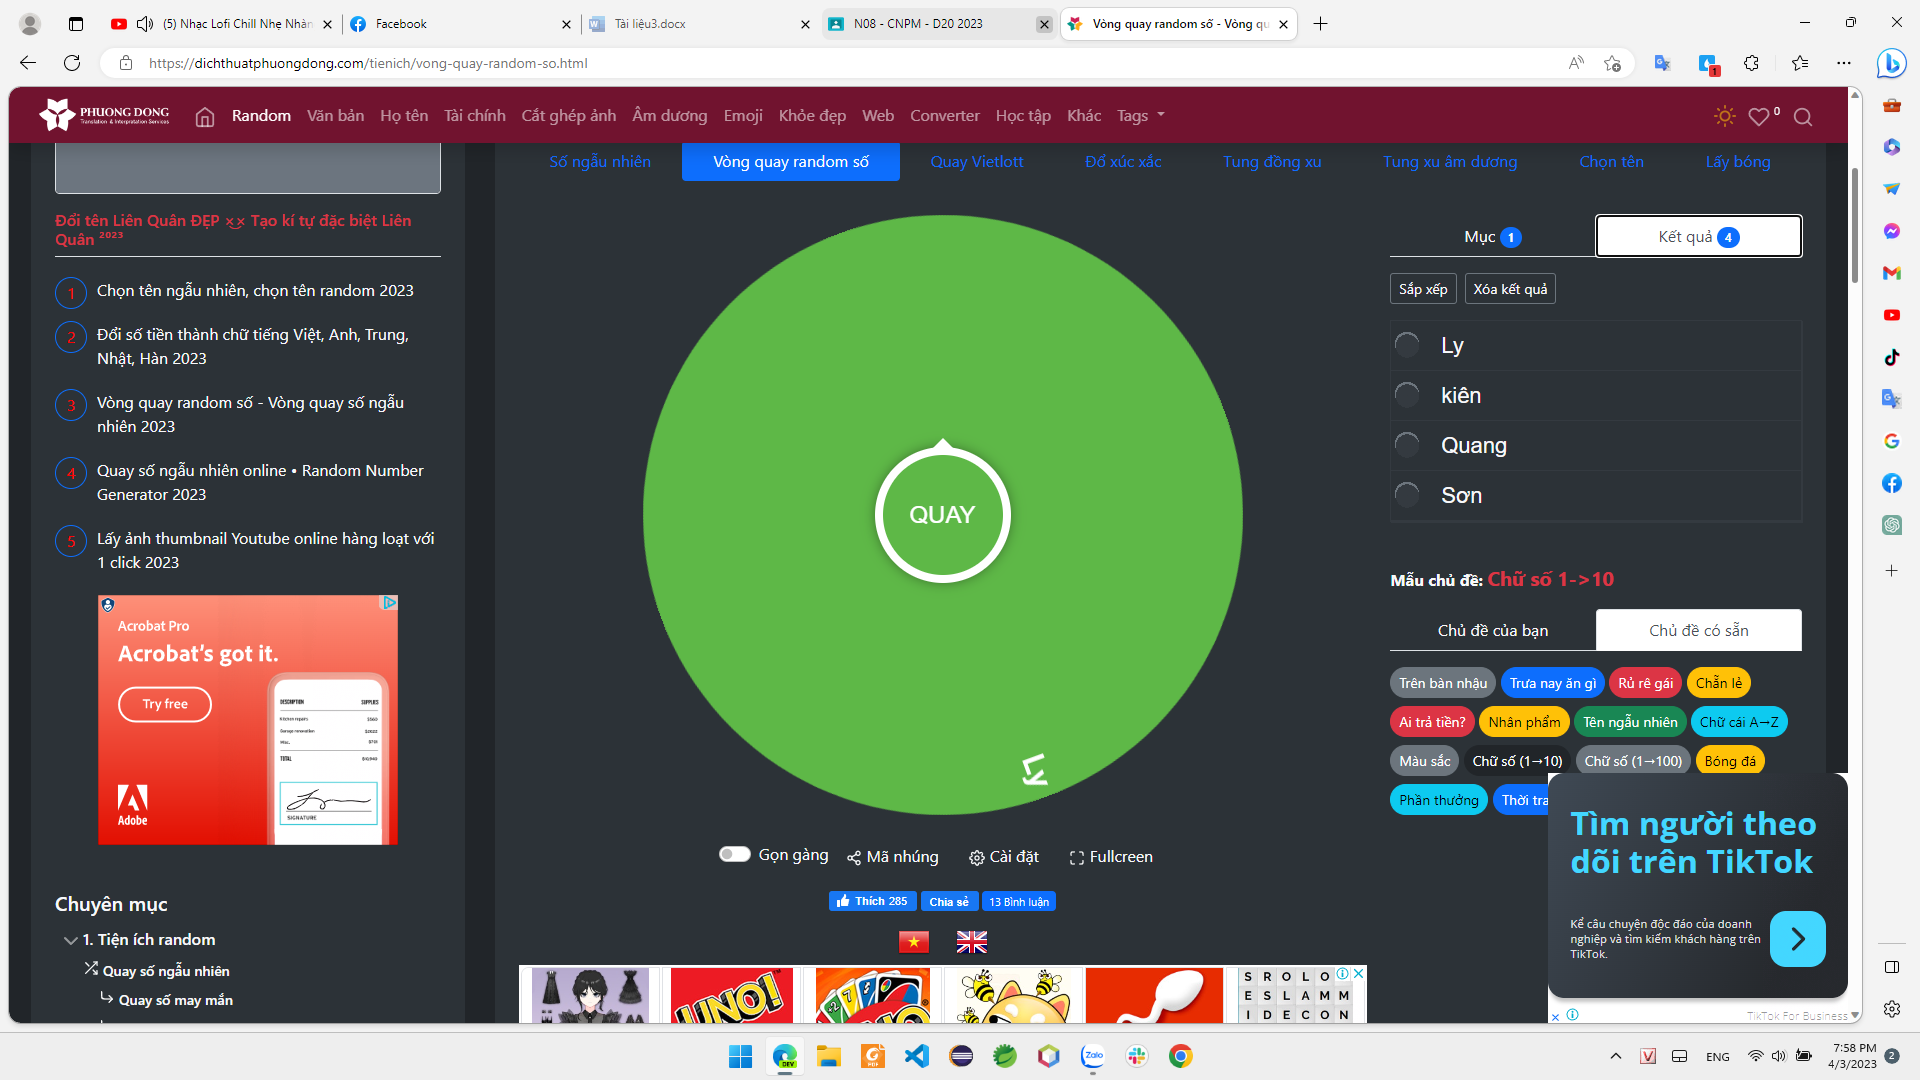 (5) Nhạc Lofi Chill Nhẹ Nhàn
Facebook
Tài liệu3.docx
N08 - CNPM - D20 2023
Vòng quay random số - Vòng qu
https://dichthuatphuongdong.com/tienich/vong-quay-random-so.html
1
PHUONG DONG
Translation & Interpretation Services
Random
Văn bản
Họ tên
Tài chính
Cắt ghép ảnh
Âm dương
Emoji
Khỏe đẹp
Web
Converter
Học tập
Khác
Tags
0
Số ngẫu nhiên
Vòng quay random số
Quay Vietlott
Đổ xúc xắc
Tung đồng xu
Tung xu âm dương
Chọn tên
Lấy bóng
Đổi tên Liên Quân ĐẸP Tạo kí tự đặc biệt Liên
Quân ²⁰²³
1 Chọn tên ngẫu nhiên, chọn tên random 2023
2 Đổi số tiền thành chữ tiếng Việt, Anh, Trung,
Nhật, Hàn 2023
3 Vòng quay random số - Vòng quay số ngẫu
nhiên 2023
4 Quay số ngẫu nhiên online • Random Number
Generator 2023
5 Lấy ảnh thumbnail Youtube online hàng loạt với
1 click 2023
Acrobat Pro
Acrobat's got it.
Try free
DESCRIPTION SUPPLIES
TOTAL
SIGNATURE
Adobe
Chuyên mục
1. Tiện ích random
Quay số ngẫu nhiên
Quay số may mắn
QUAY
Gọn gàng
Mã nhúng
Cài đặt
Fullscreen
Thích 285
Chia sẻ
13 Bình luận
UNO!
S R O L O
E S L A M M
I D E C O N
Mục 1
Kết quả 4
Sắp xếp
Xóa kết quả
Ly
kiên
Quang
Sơn
Mẫu chủ đề: Chữ số 1->10
Chủ đề của bạn
Chủ đề có sẵn
Trên bàn nhậu
Trưa nay ăn gì
Rủ rê gái
Chẵn lẻ
Ai trả tiền?
Nhân phẩm
Tên ngẫu nhiên
Chữ cái A→Z
Màu sắc
Chữ số (1→10)
Chữ số (1→100)
Bóng đá
Phần thưởng
Thời tra
Tìm người theo
dõi trên TikTok
Kể câu chuyện độc đáo của doanh
nghiệp và tìm kiếm khách hàng trên
TikTok.
TikTok For Business
DEV
PDF
Zalo
ENG
7:58 PM
4/3/2023
2